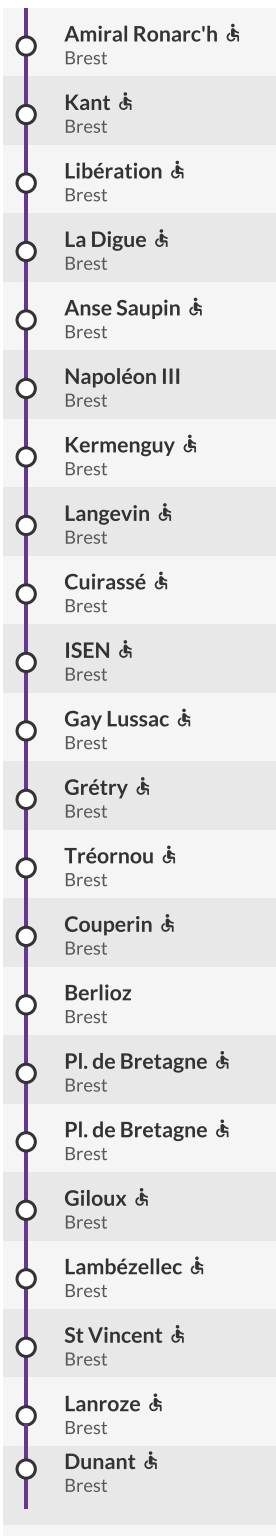 Amiral Ronarc'h
Brest
Kant
Brest
Libération
Brest
La Digue
Brest
Anse Saupin
Brest
Napoléon III
Brest
Kermenguy
Brest
Langevin
Brest
Cuirassé
Brest
ISEN
Brest
Gay Lussac
Brest
Grétry
Brest
Tréornou
Brest
Couperin
Brest
Berlioz
Brest
Pl. de Bretagne
Brest
Pl. de Bretagne
Brest
Giloux
Brest
Lambézellec
Brest
St Vincent
Brest
Lanroze
Brest
Dunant
Brest